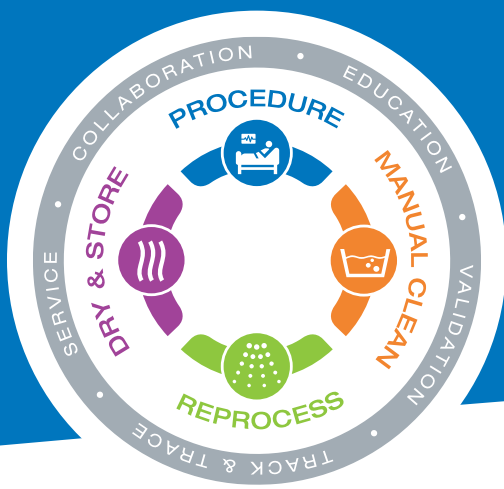 COLLABORATION • EDUCATION • VALIDATION • TRACK & TRACE • SERVICE •
PROCEDURE
MANUAL CLEAN
REPROCESS
DRY & STORE